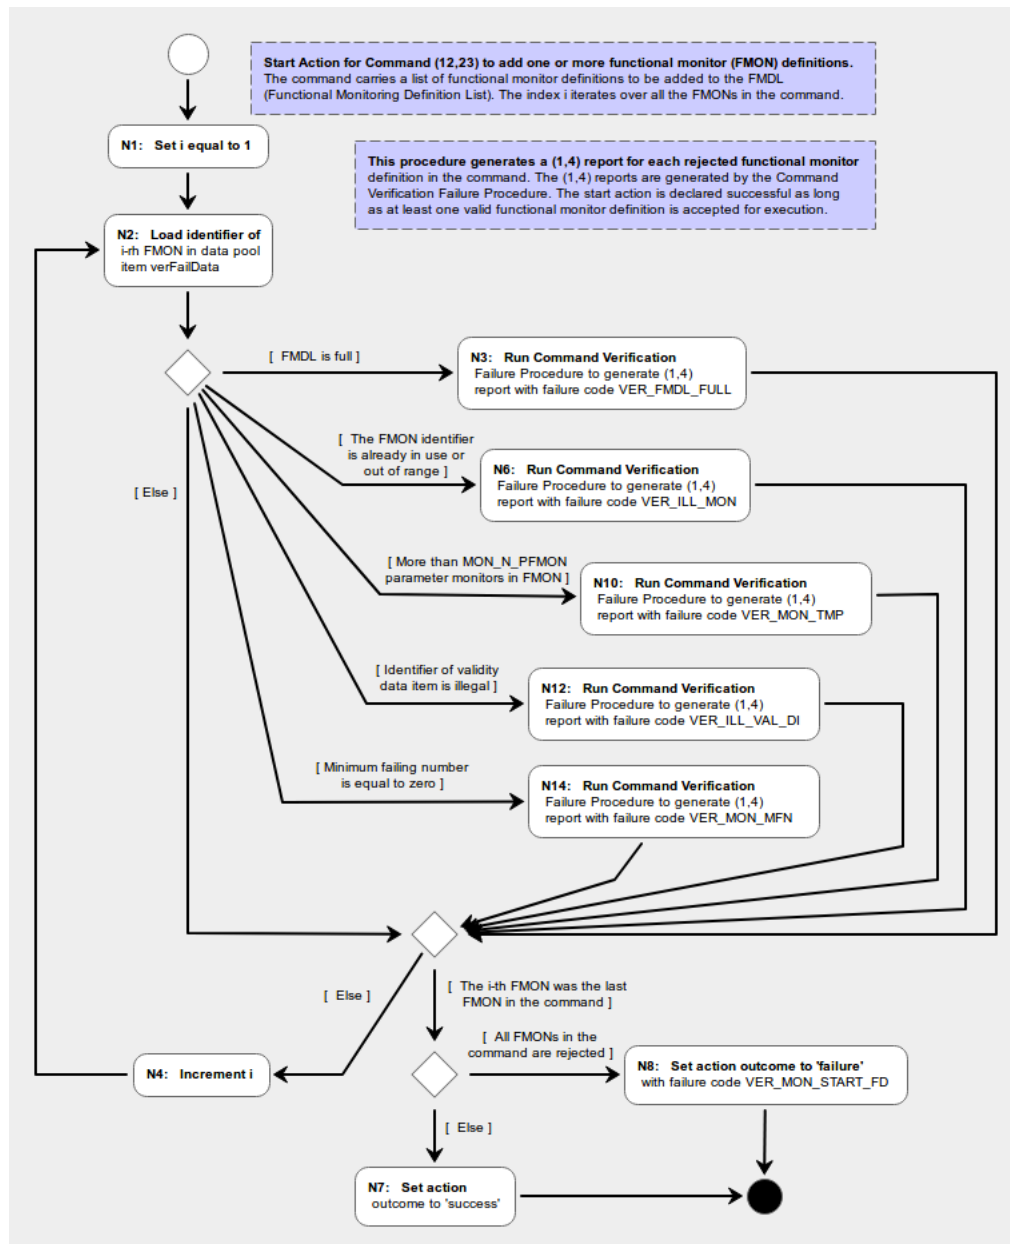 Start Action for Command (12,23) to add one or more functional monitor (FMON) definitions.
The command carries a list of functional monitor definitions to be added to the FMDL
(Functional Monitoring Definition List). The index i iterates over all the FMONs in the command.
N1: Set i equal to 1
This procedure generates a (1,4) report for each rejected functional monitor
definition in the command. The (1,4) reports are generated by the Command
Verification Failure Procedure. The start action is declared successful as long
as at least one valid functional monitor definition is accepted for execution.
N2: Load identifier of
i-rh FMON in data pool
item verFailData
[ FMDL is full ]
N3: Run Command Verification
Failure Procedure to generate (1,4)
report with failure code VER_FMDL_FULL
[ The FMON identifier
is already in use or
out of range ]
N6: Run Command Verification
Failure Procedure to generate (1,4)
report with failure code VER_ILL_MON
[ Else ]
[ More than MON_N_PFMON
parameter monitors in FMON ]
N10: Run Command Verification
Failure Procedure to generate (1,4)
report with failure code VER_MON_TMP
[ Identifier of validity
data item is illegal ]
N12: Run Command Verification
Failure Procedure to generate (1,4)
report with failure code VER_ILL_VAL_DI
[ Minimum failing number
is equal to zero ]
N14: Run Command Verification
Failure Procedure to generate (1,4)
report with failure code VER_MON_MFN
[ Else ]
[ The i-th FMON was the last
FMON in the command ]
[ All FMONs in the
command are rejected ]
N4: Increment i
N8: Set action outcome to 'failure'
with failure code VER_MON_START_FD
[ Else ]
N7: Set action
outcome to 'success'